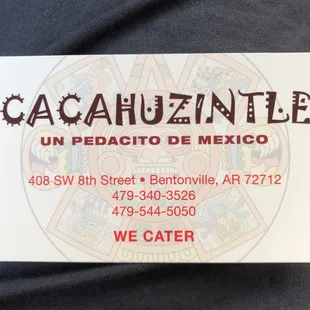 CACAHUZINTLE
UN PEDACITO DE MEXICO
408 SW 8th Street • Bentonville, AR 72712
479-340-3526
479-544-5050
WE CATER